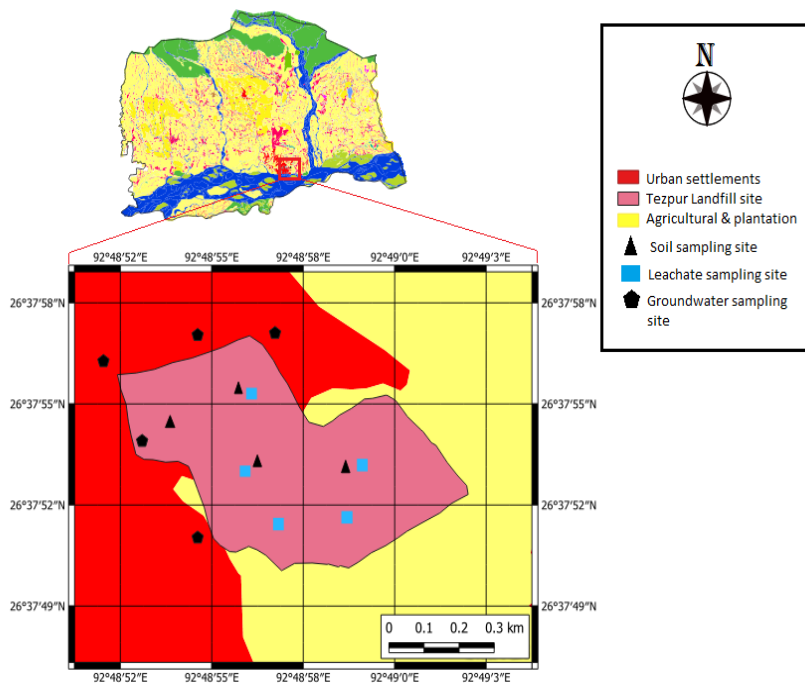 N
Urban settlements
Tezpur Landfill site
Agricultural & plantation
Soil sampling site
Leachate sampling site
Groundwater sampling
site
92°48'52"E 92°48'55"E 92°48'58"E 92°49'0"E 92°49'3"E
26°37'58"N 26°37'58"N
26°37'55"N 26°37'55"N
26°37'52"N 26°37'52"N
26°37'49"N 26°37'49"N
0 0.1 0.2 0.3 km
92°48'52"E 92°48'55"E 92°48'58"E 92°49'0"E 92°49'3"E